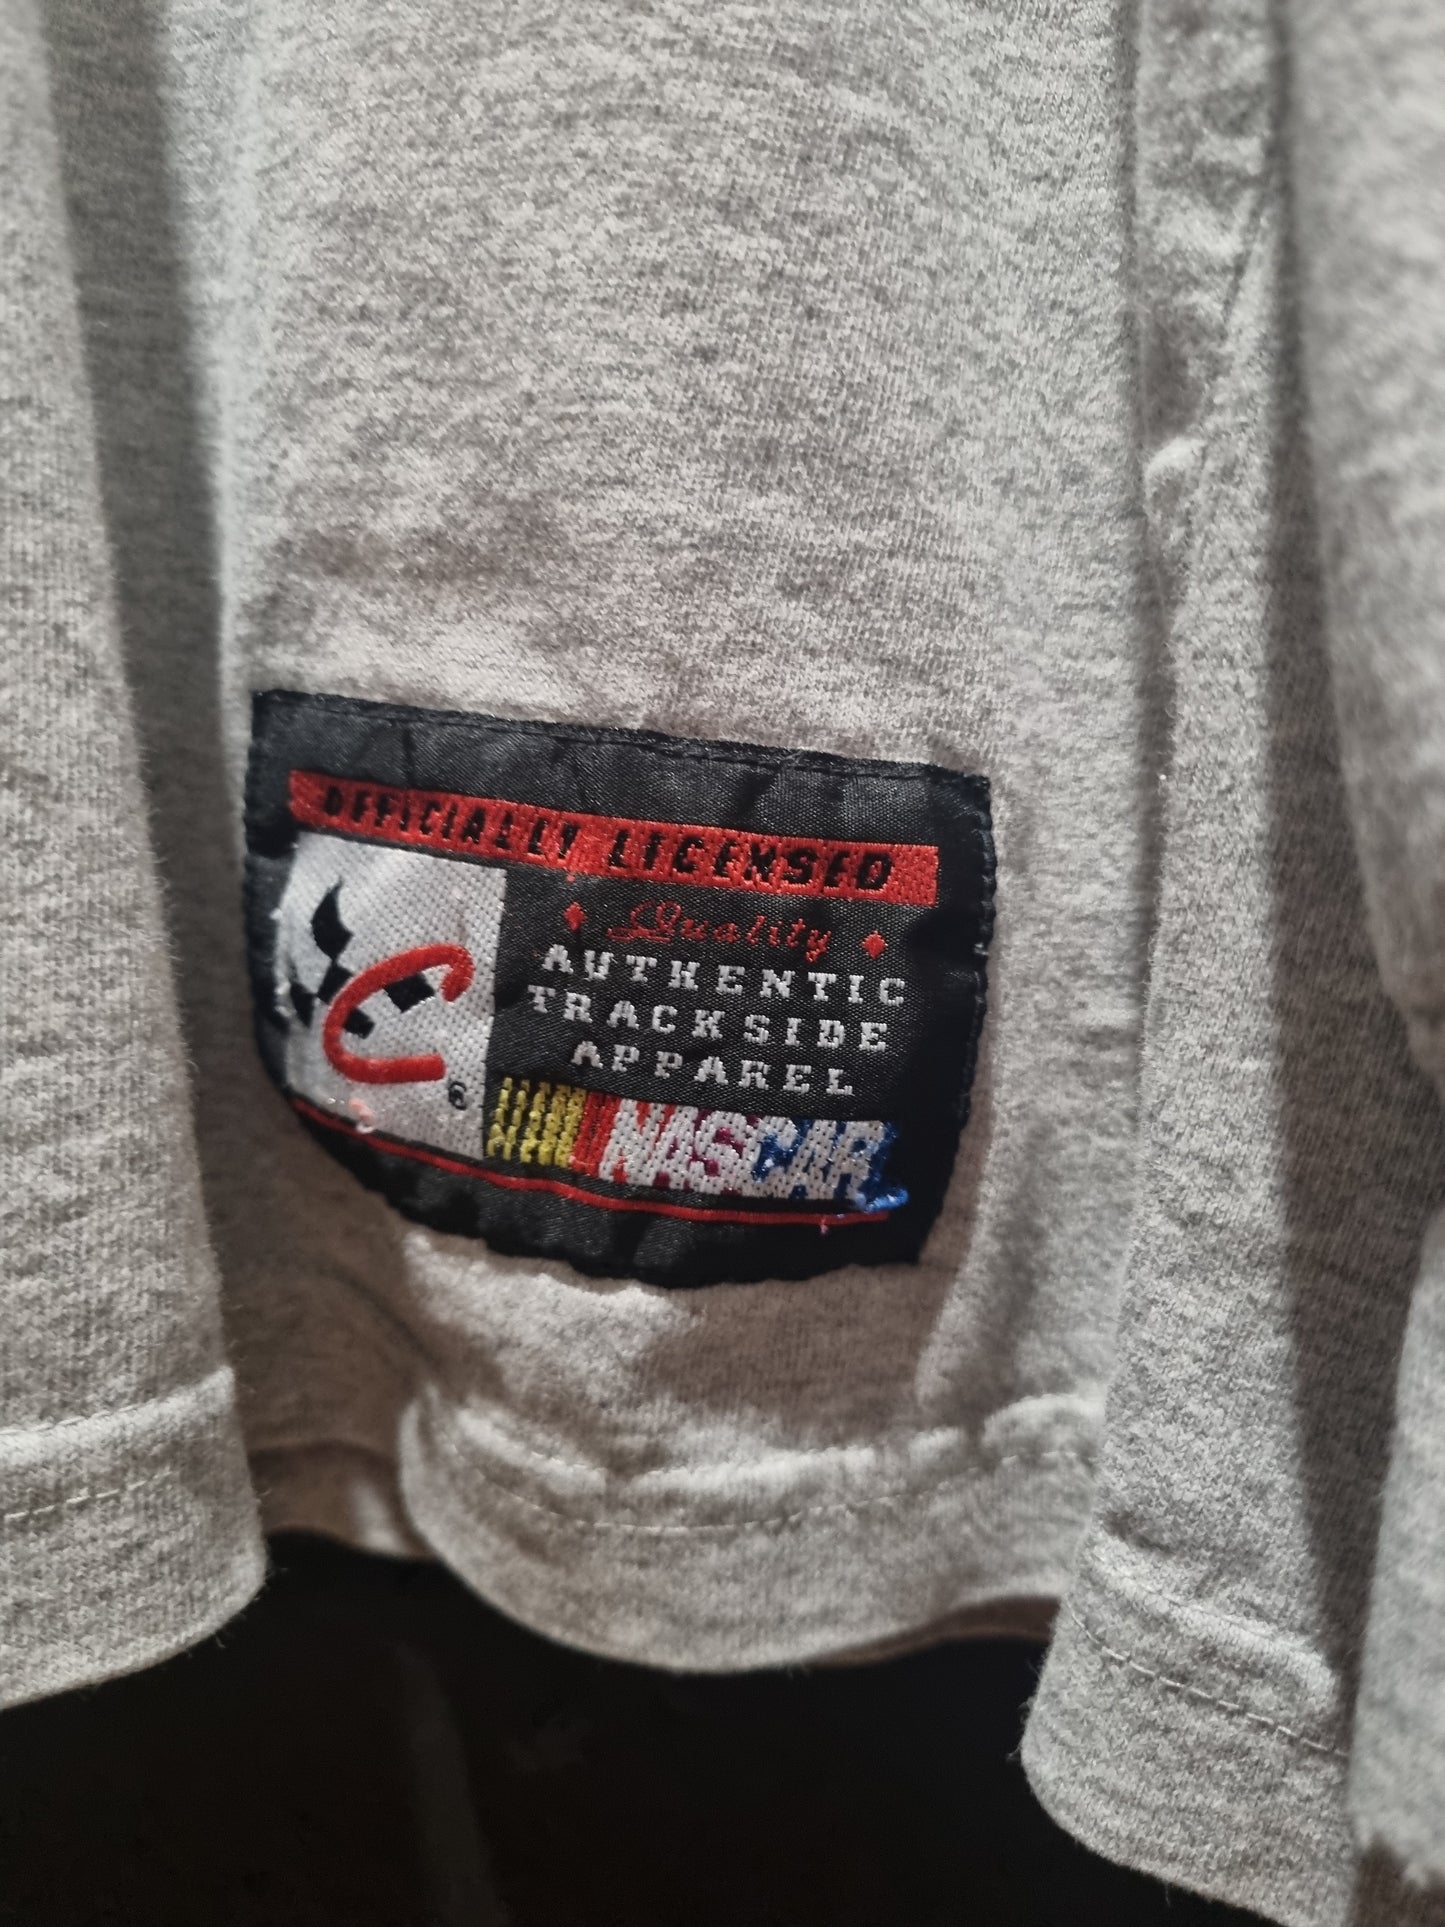 OFFICIALLY LICENSED
Quality
AUTHENTIC
TRACKSIDE
APPAREL
C
NASCAR